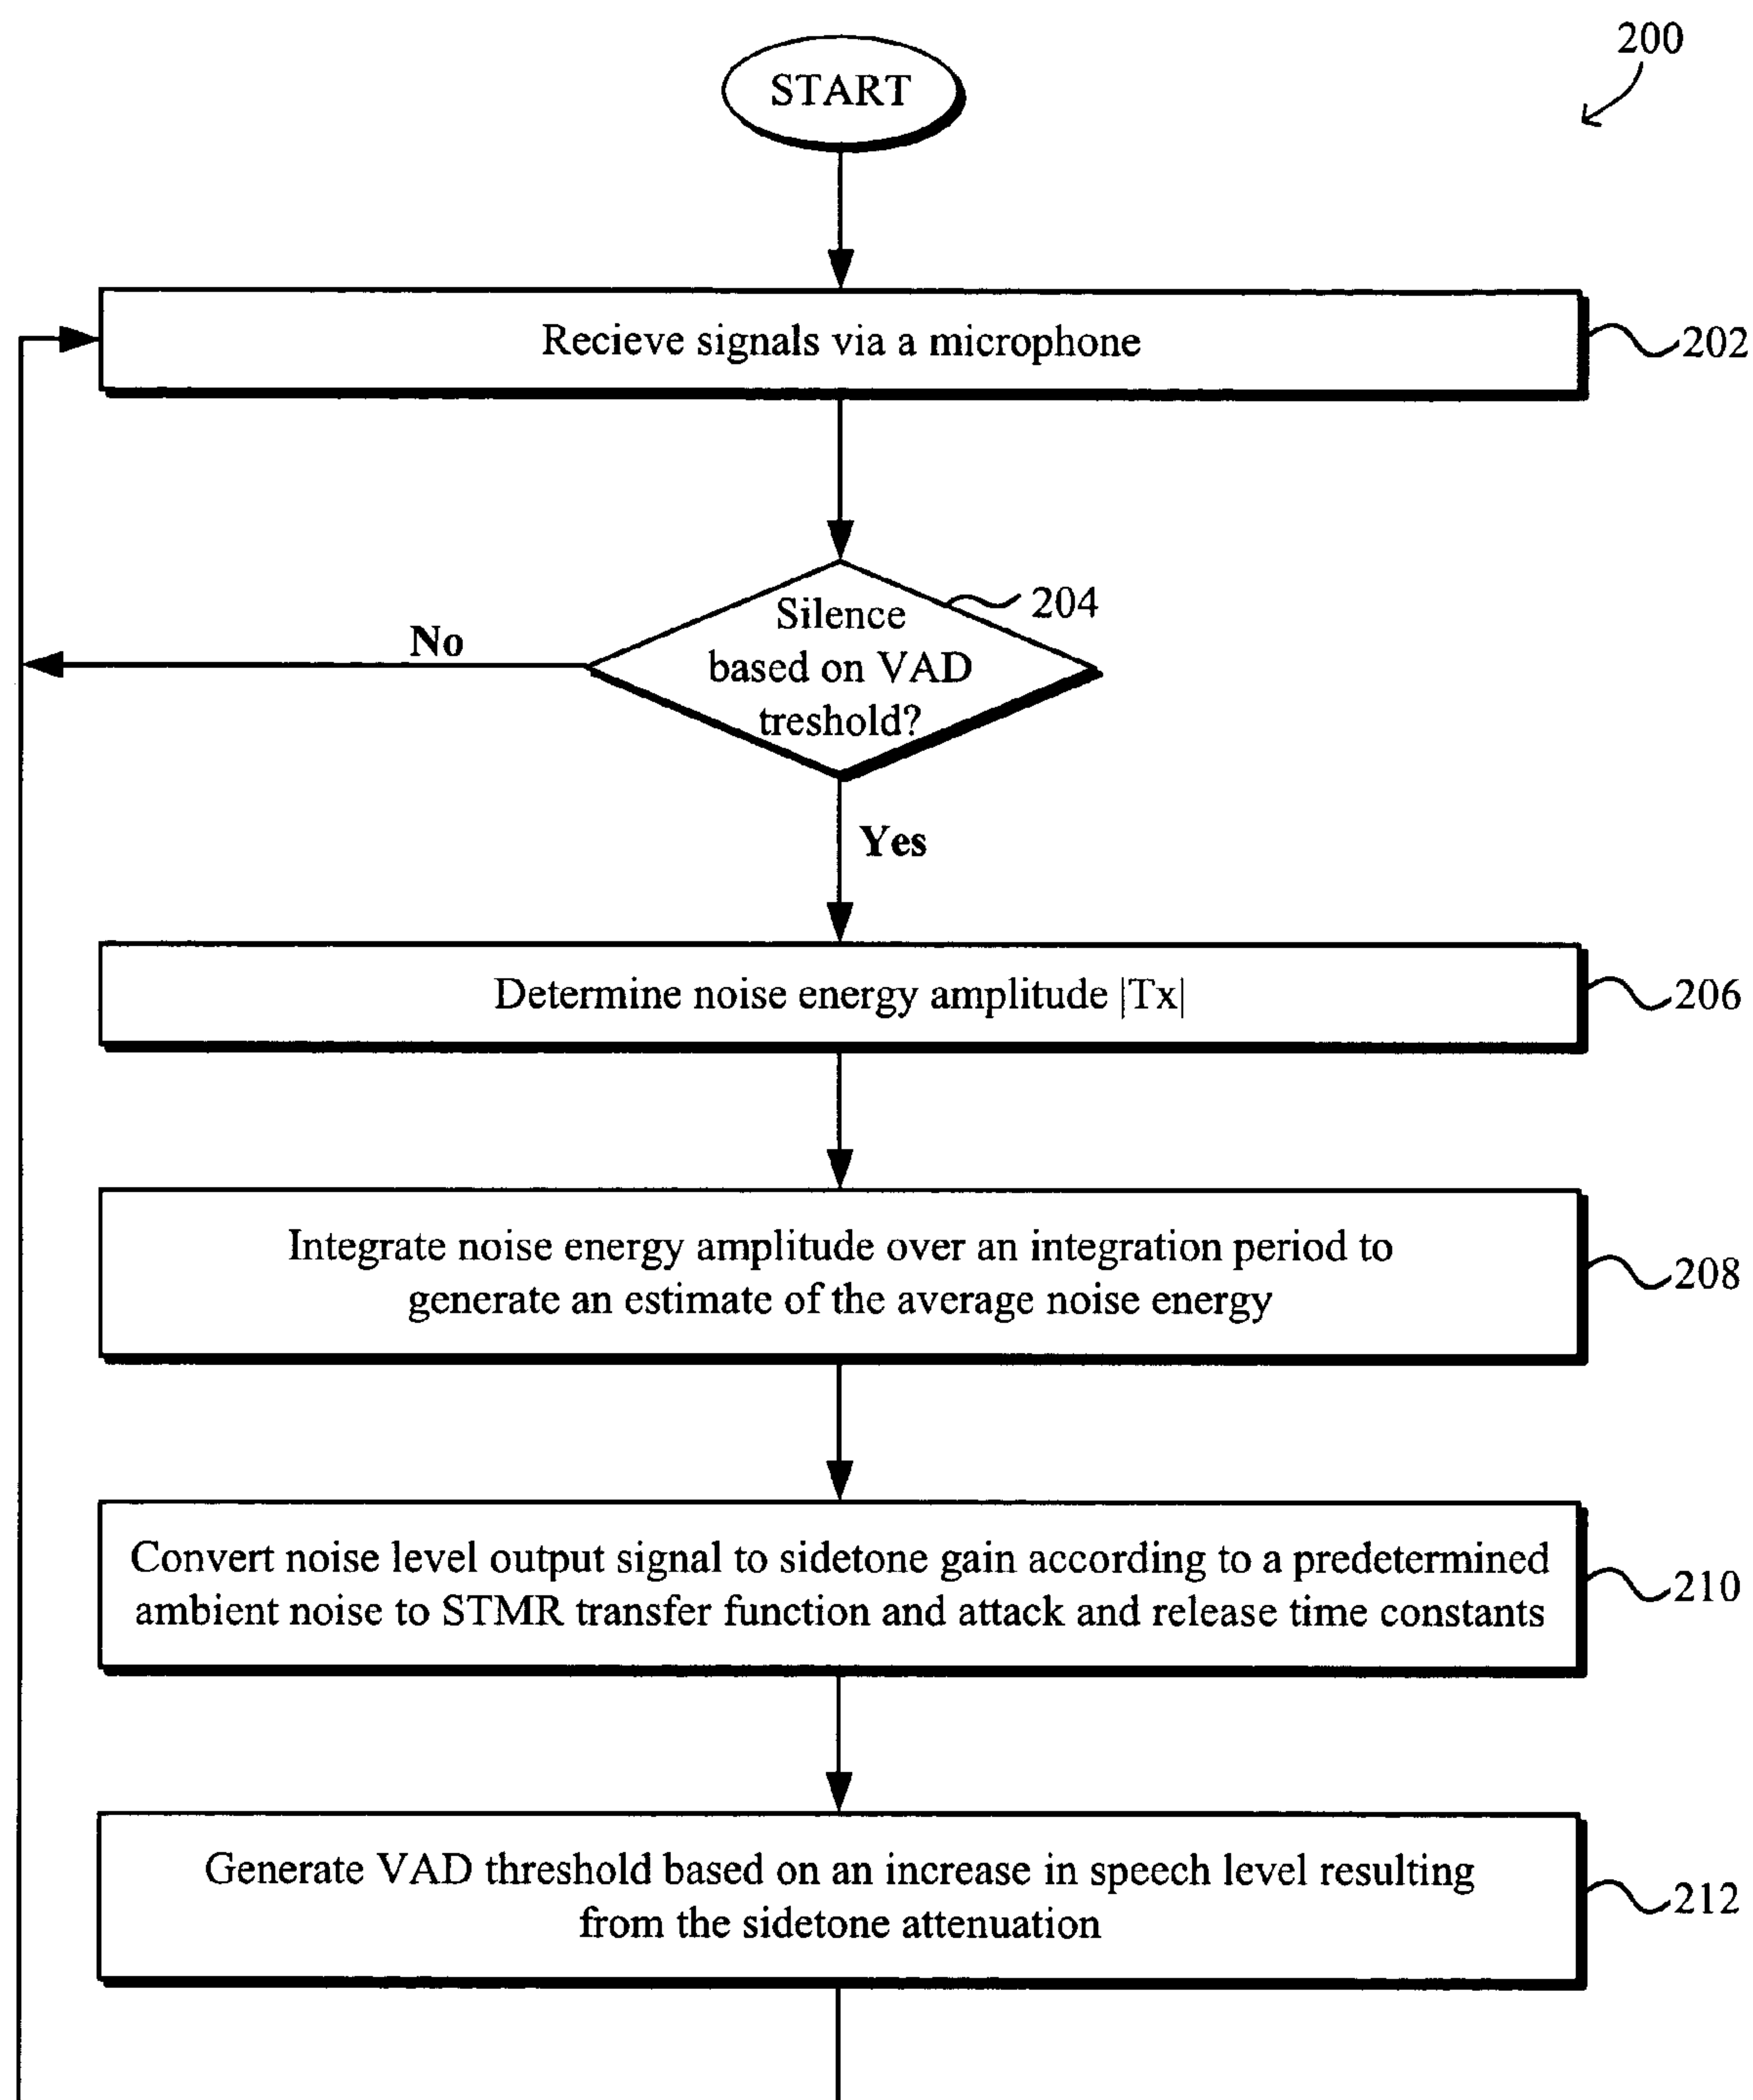 200
START
Recieve signals via a microphone
202
204
Silence
based on VAD
treshold?
No
Yes
Determine noise energy amplitude |Tx|
206
Integrate noise energy amplitude over an integration period to
generate an estimate of the average noise energy
208
Convert noise level output signal to sidetone gain according to a predetermined
ambient noise to STMR transfer function and attack and release time constants
210
Generate VAD threshold based on an increase in speech level resulting
from the sidetone attenuation
212